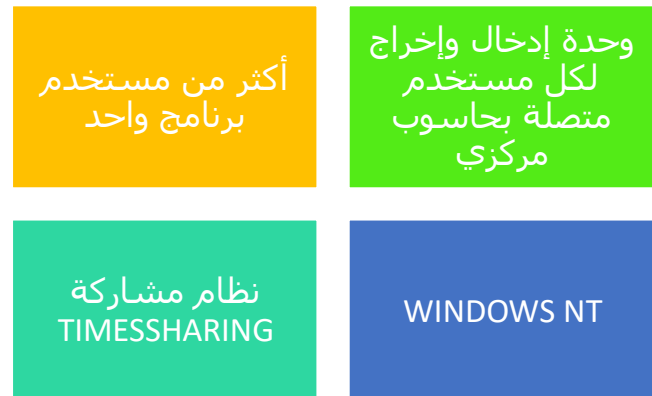 وحدة إدخال وإخراج
لكل مستخدم
متصلة بحاسوب
مركزي
أكثر من مستخدم
برنامج واحد
WINDOWS NT
نظام مشاركة
TIMESSHARING